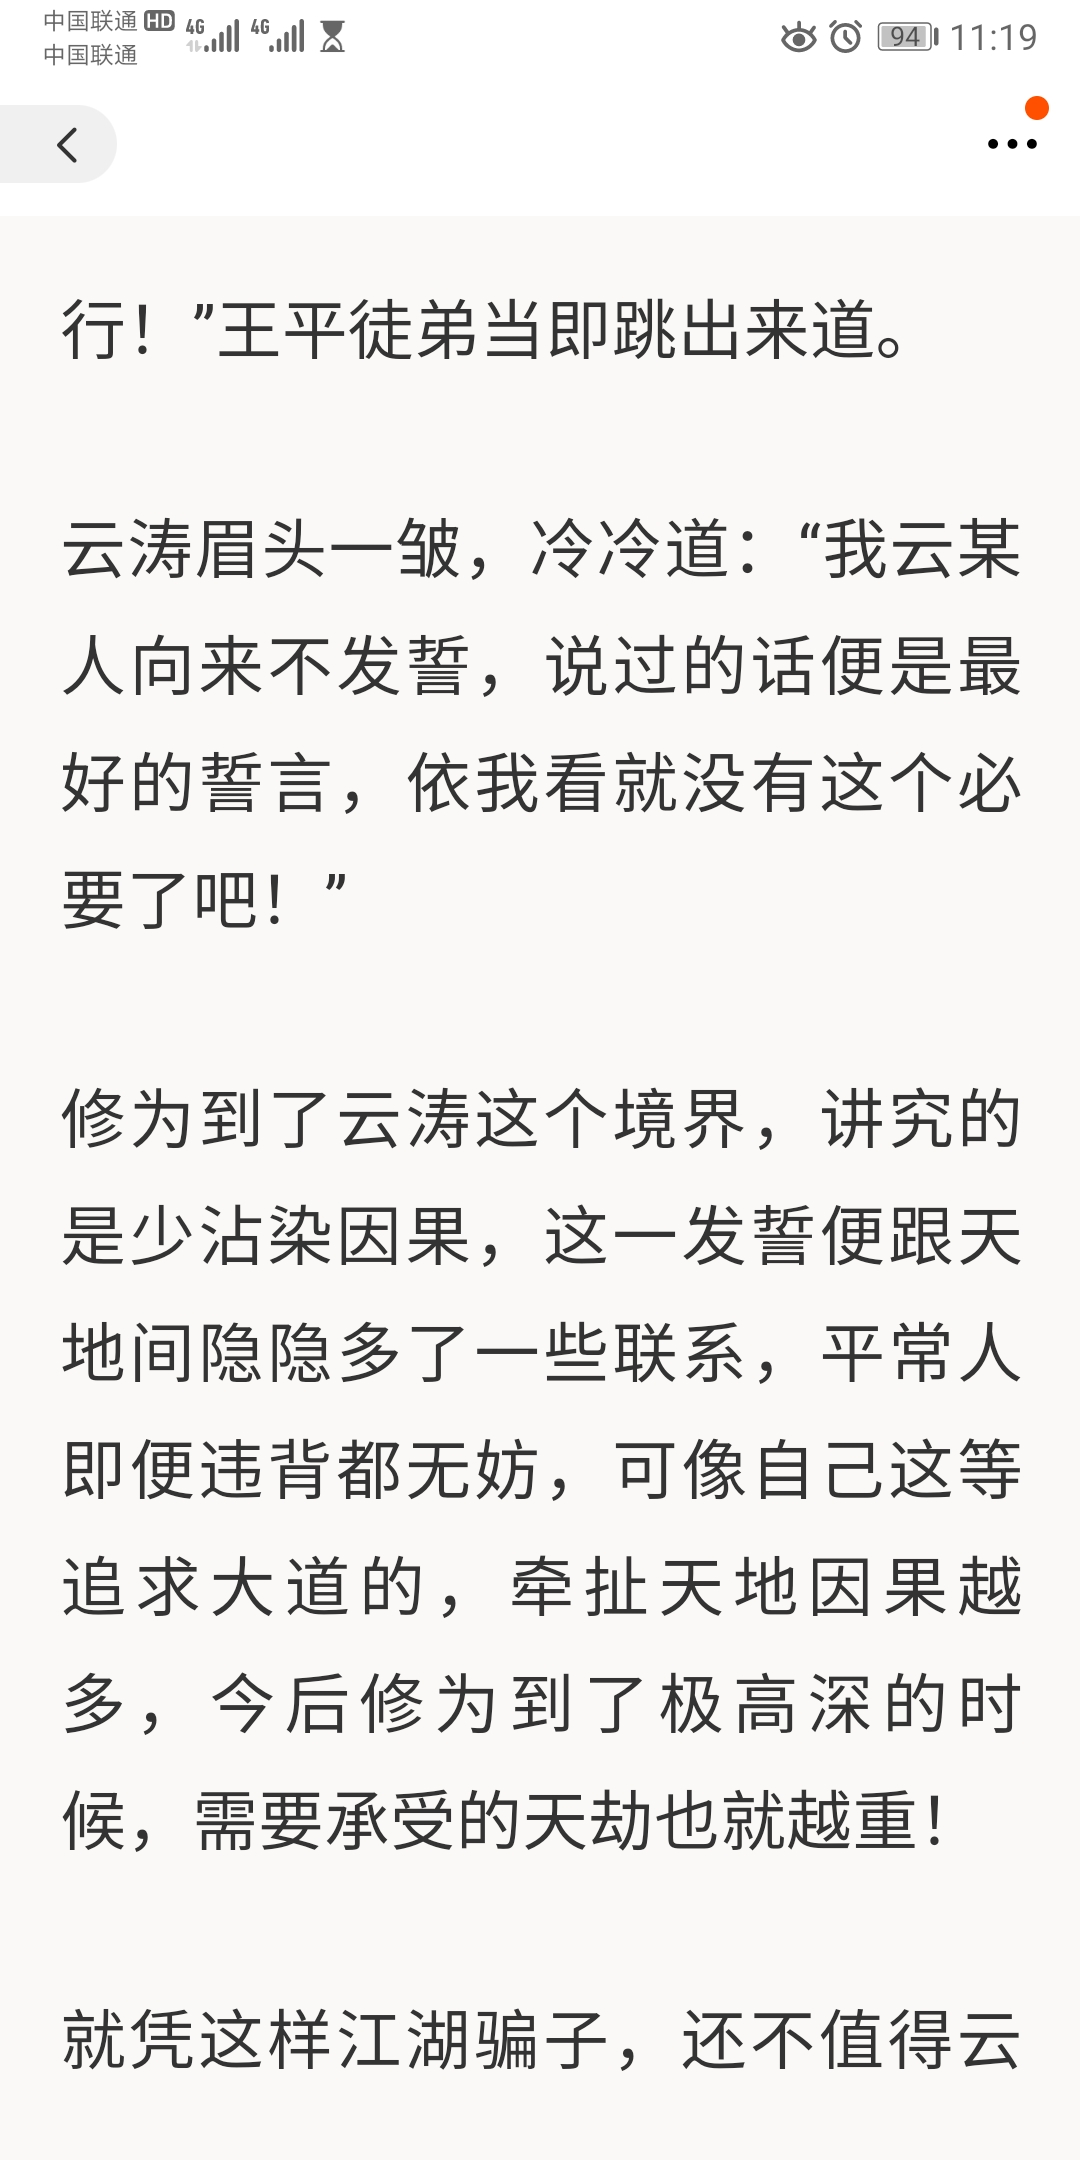 中国联通 HD 4G 4G 94 11:19
中国联通
行！”王平徒弟当即跳出来道。
云涛眉头一皱，冷冷道：“我云某
人向来不发誓，说过的话便是最
好的誓言，依我看就没有这个必
要了吧！”
修为到了云涛这个境界，讲究的
是少沾染因果，这一发誓便跟天
地间隐隐多了一些联系，平常人
即便违背都无妨，可像自己这等
追求大道的，牵扯天地因果越
多，今后修为到了极高深的时
候，需要承受的天劫也就越重！
就凭这样江湖骗子，还不值得云